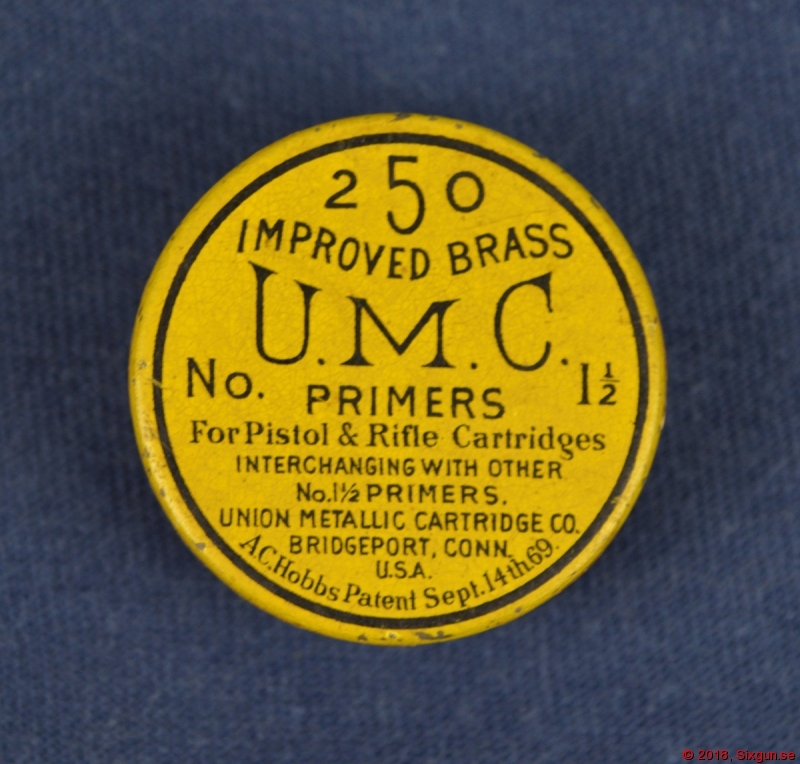 250
IMPROVED BRASS
U.M.C.
No. 1½
PRIMERS
For Pistol & Rifle Cartridges
INTERCHANGING WITH OTHER
No. 1½ PRIMERS.
UNION METALLIC CARTRIDGE CO.
BRIDGEPORT, CONN.
U.S.A.
A.C. Hobbs Patent Sept. 14th 69.
© 2018, Sixgun.se